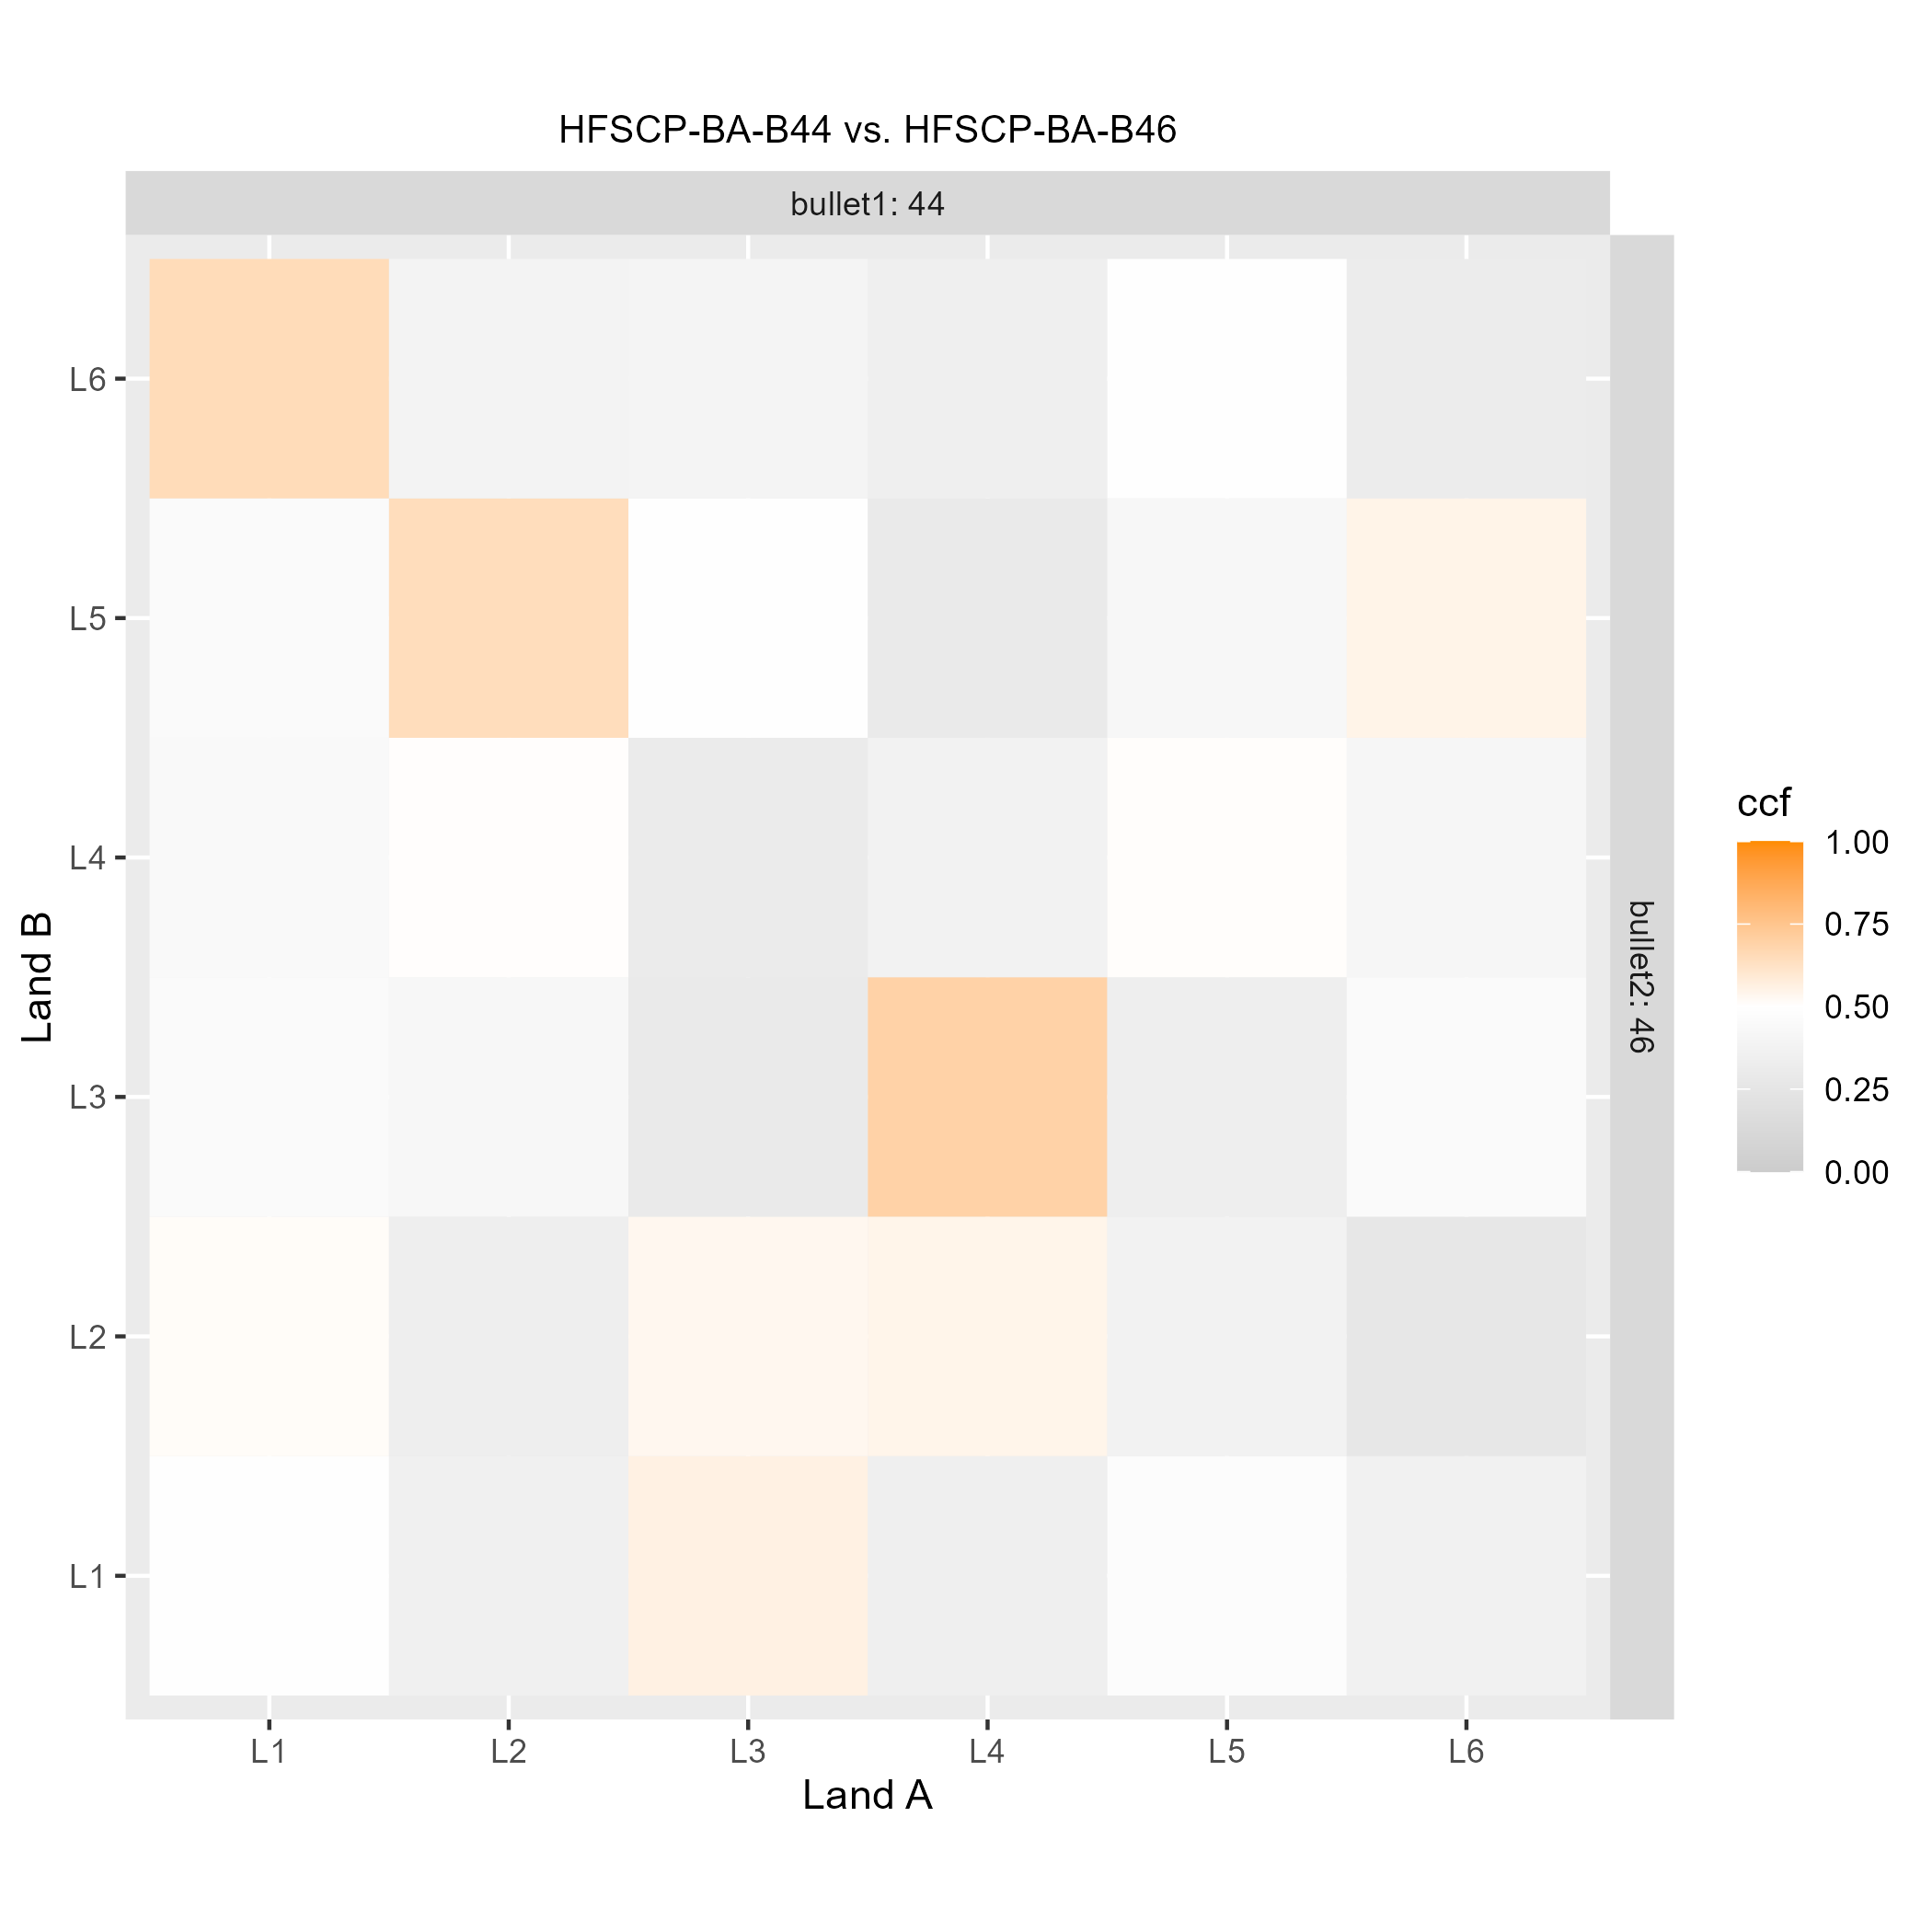 HFSCP-BA-B44 vs. HFSCP-BA-B46
bullet1: 44
L6
L5
L4
L3
L2
L1
Land B
bullet2: 46
L1 L2 L3 L4 L5 L6
Land A
ccf
1.00
0.75
0.50
0.25
0.00